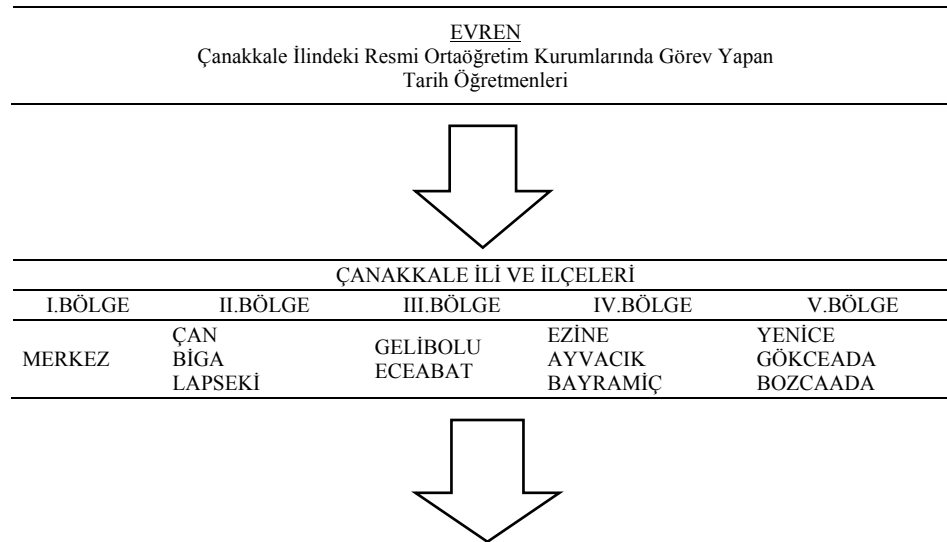 EVREN
Çanakkale İlindeki Resmi Ortaöğretim Kurumlarında Görev Yapan
Tarih Öğretmenleri
ÇANAKKALE İLİ VE İLÇELERİ
I.BÖLGE II.BÖLGE III.BÖLGE IV.BÖLGE V.BÖLGE
MERKEZ
ÇAN
BİGA
LAPSEKİ
GELİBOLU
ECEABAT
EZİNE
AYVACIK
BAYRAMİÇ
YENİCE
GÖKCEADA
BOZCAADA